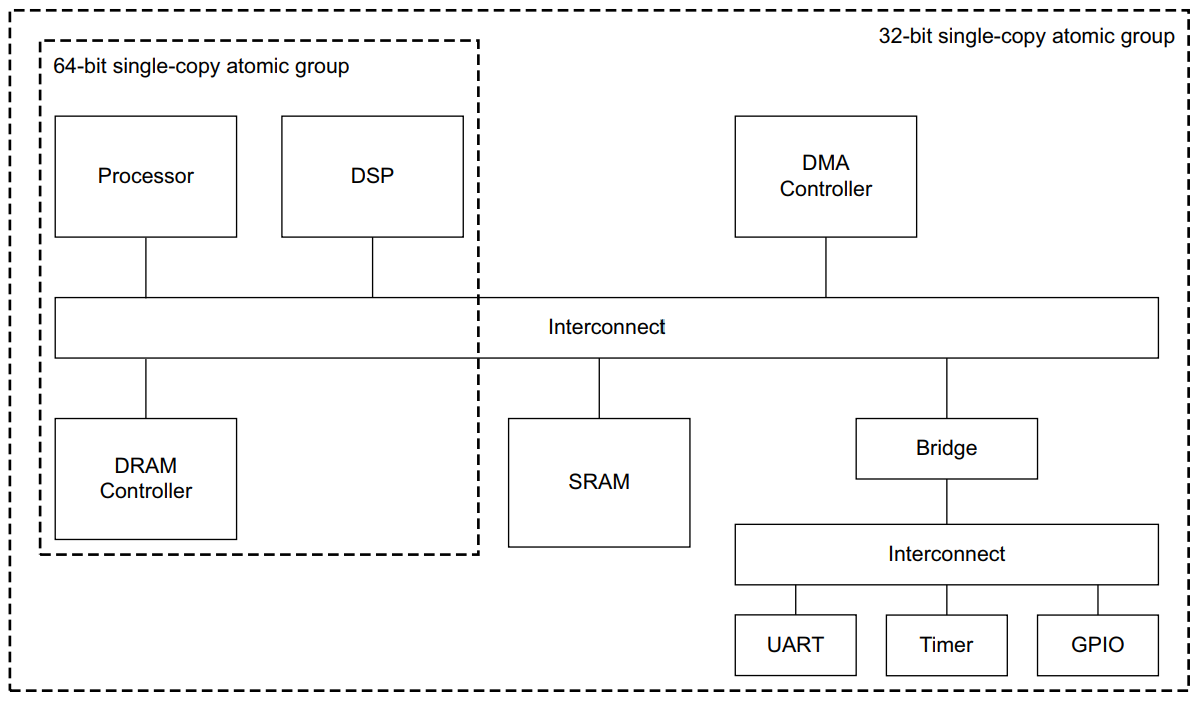 32-bit single-copy atomic group
64-bit single-copy atomic group
Processor
DSP
DMA
Controller
Interconnect
DRAM
Controller
SRAM
Bridge
Interconnect
UART
Timer
GPIO